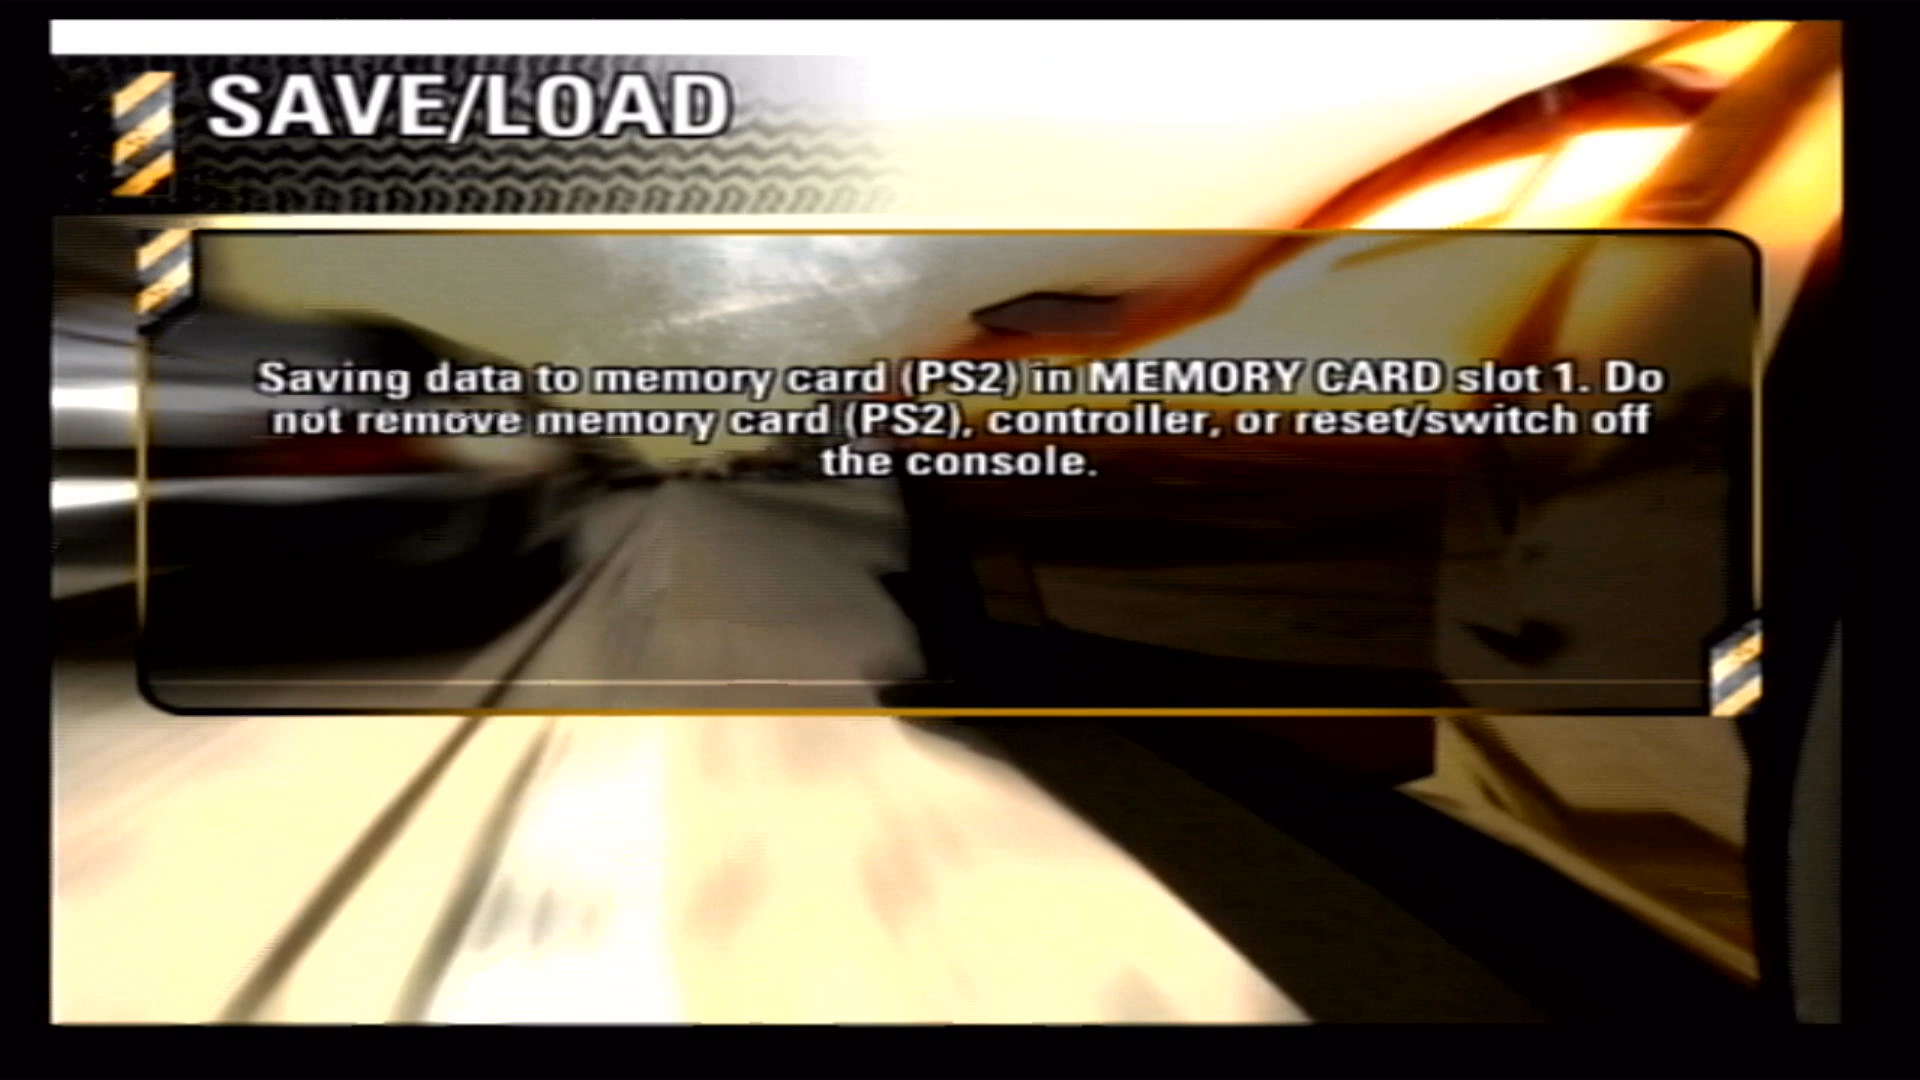 SAVE/LOAD
Saving data to memory card (PS2) in MEMORY CARD slot 1. Do
not remove memory card (PS2), controller, or reset/switch off
the console.